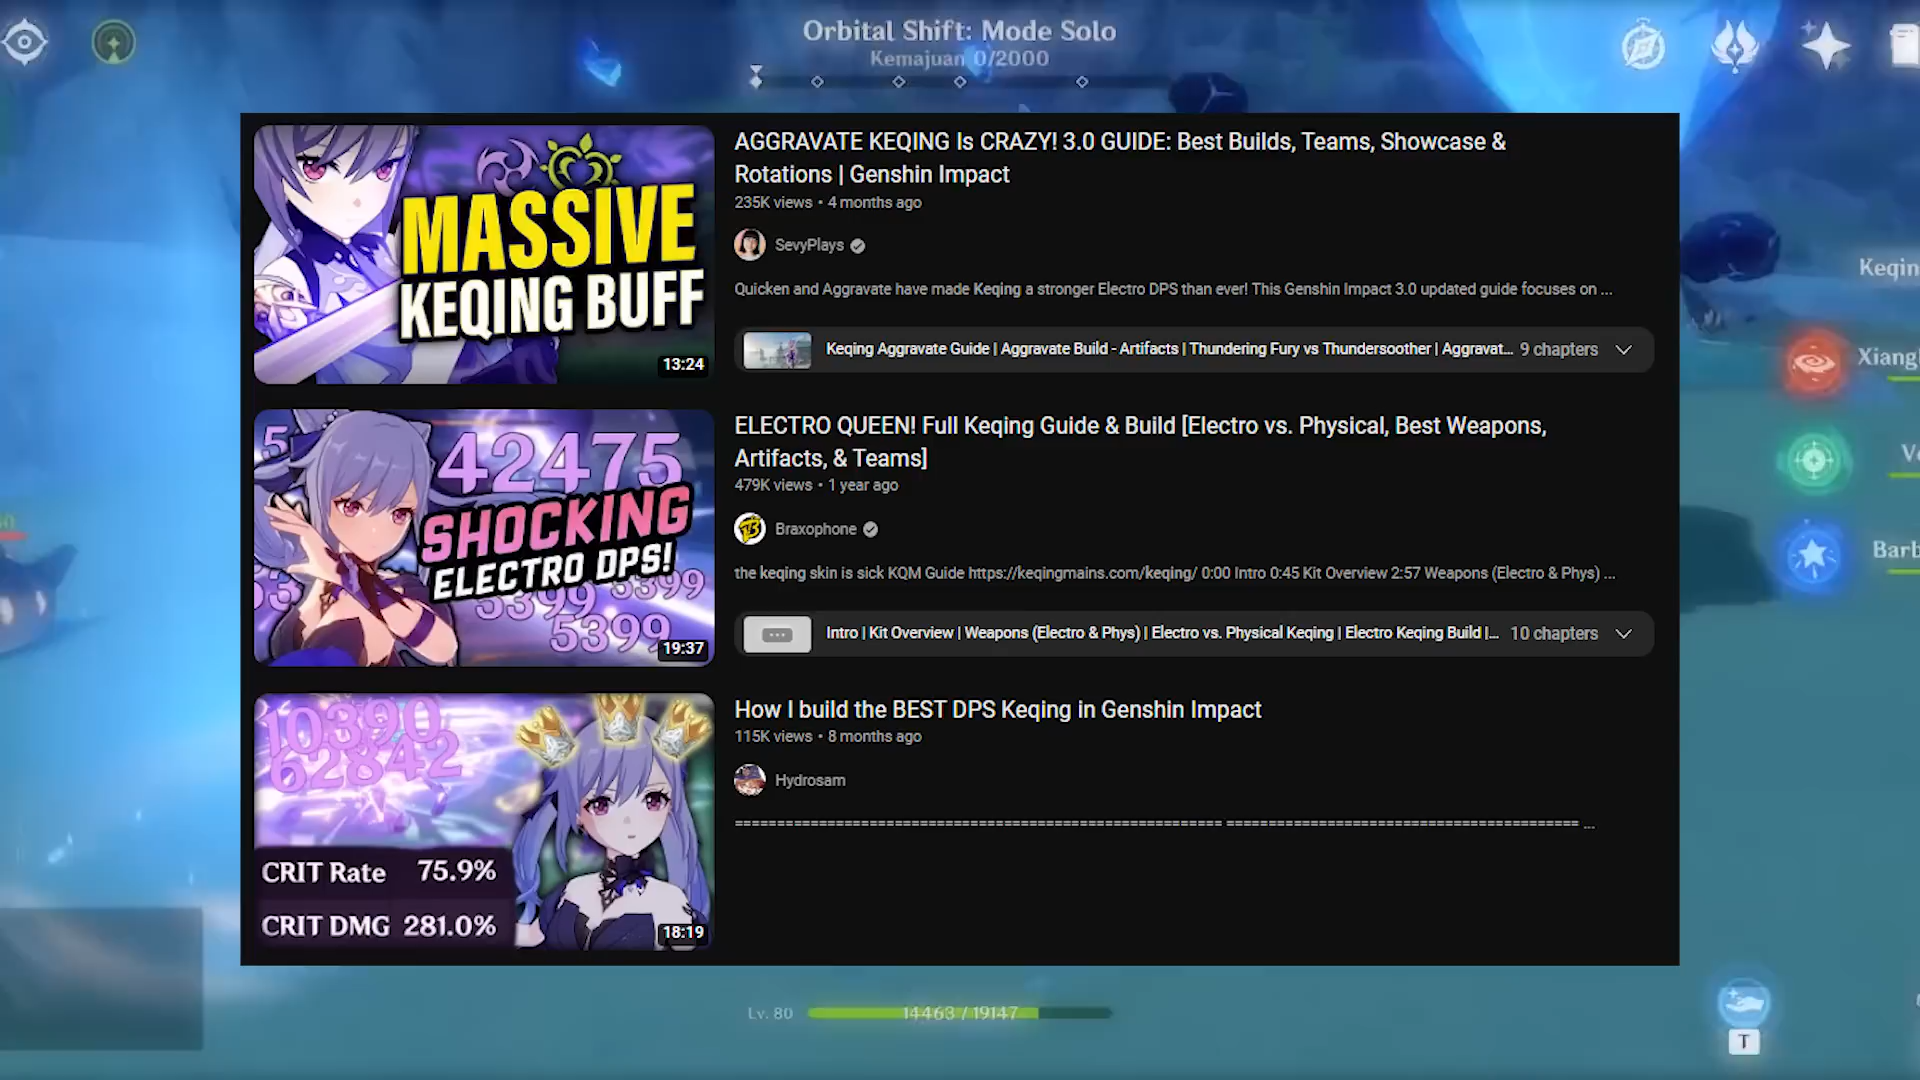 Orbital Shift: Mode Solo
Kemajuan 0/2000
MASSIVE
KEQING BUFF
13:24
AGGRAVATE KEQING Is CRAZY! 3.0 GUIDE: Best Builds, Teams, Showcase &
Rotations | Genshin Impact
235K views • 4 months ago
SevyPlays
Quicken and Aggravate have made Keqing a stronger Electro DPS than ever! This Genshin Impact 3.0 updated guide focuses on ...
Keqing Aggravate Guide | Aggravate Build - Artifacts | Thundering Fury vs Thundersoother | Aggravat... 9 chapters
5
42475
SHOCKING
ELECTRO DPS!
53
5399
5399
5399
19:37
ELECTRO QUEEN! Full Keqing Guide & Build [Electro vs. Physical, Best Weapons,
Artifacts, & Teams]
479K views • 1 year ago
Braxophone
the keqing skin is sick KQM Guide https://keqingmains.com/keqing/ 0:00 Intro 0:45 Kit Overview 2:57 Weapons (Electro & Phys) ...
Intro | Kit Overview | Weapons (Electro & Phys) | Electro vs. Physical Keqing | Electro Keqing Build |... 10 chapters
10390
62842
CRIT Rate 75.9%
CRIT DMG 281.0%
18:19
How I build the BEST DPS Keqing in Genshin Impact
115K views • 8 months ago
Hydrosam
Keqin
Xiang
V
Barb
Lv. 80
14463 / 19147
T